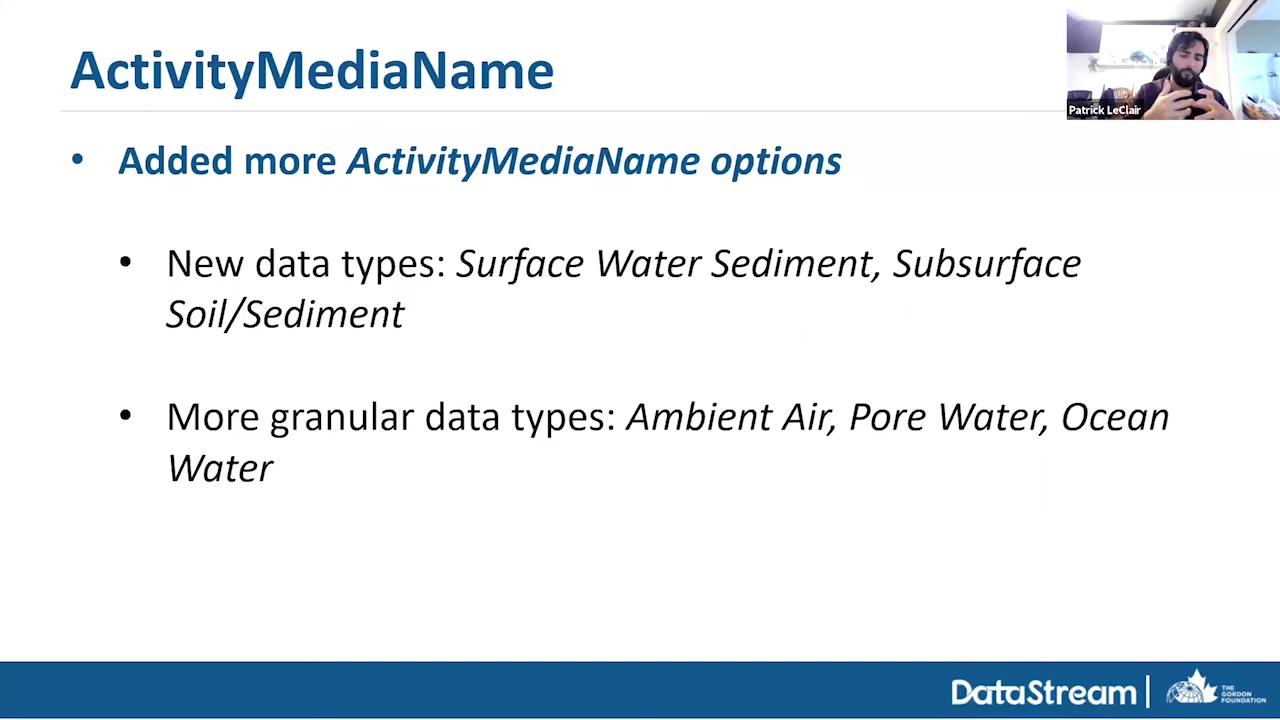 ActivityMediaName
Patrick LeClair
• Added more ActivityMediaName options
• New data types: Surface Water Sediment, Subsurface
Soil/Sediment
• More granular data types: Ambient Air, Pore Water, Ocean
Water
DataStream
THE
GORDON
FOUNDATION